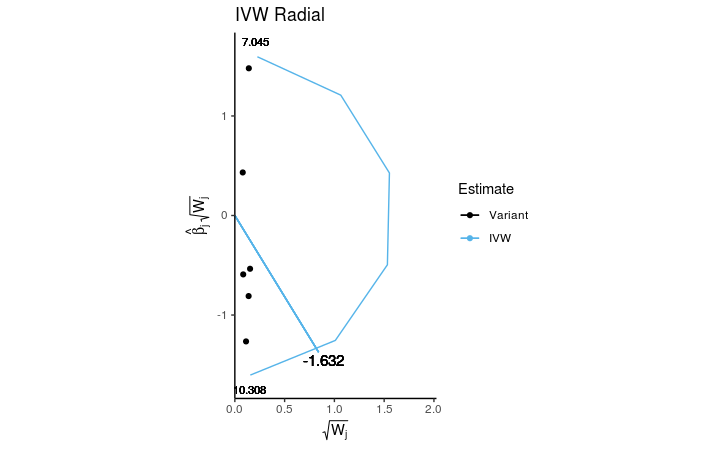 IVW Radial
7.045
1
0
-1
β̂j√Wj
-1.632
10.308
0.0 0.5 1.0 1.5 2.0
√Wj
Estimate
Variant
IVW